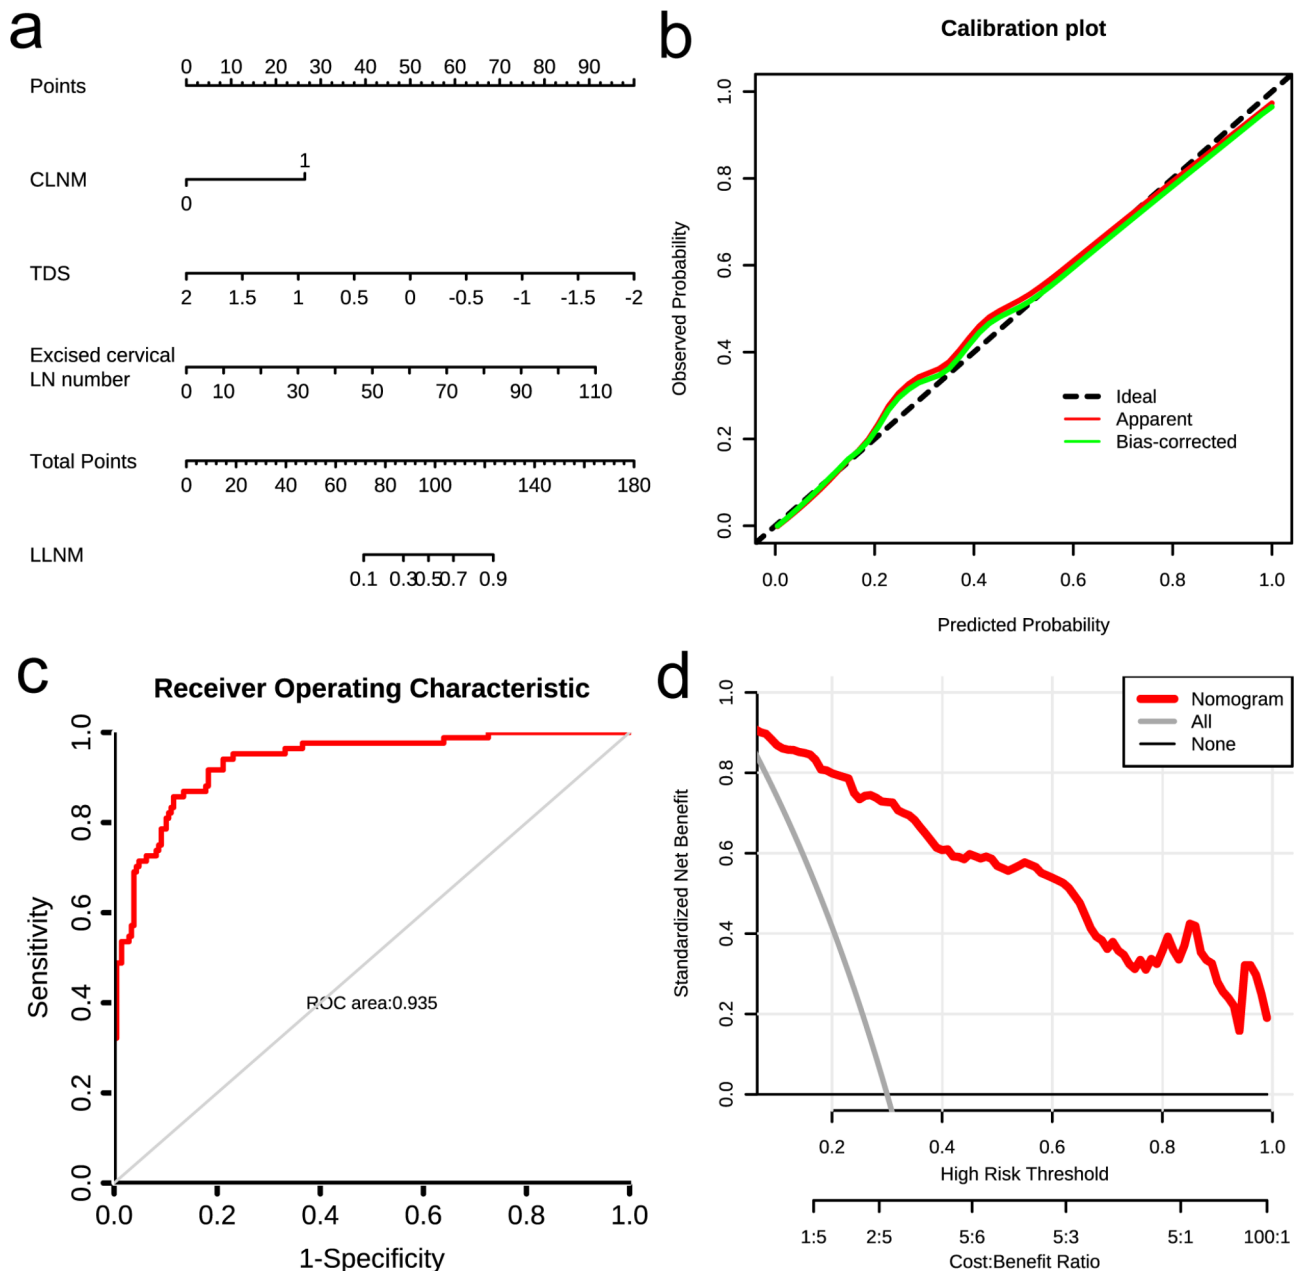 a
0 10 20 30 40 50 60 70 80 90
Points
1
CLNM
0
TDS
2 1.5 1 0.5 0 -0.5 -1 -1.5 -2
Excised cervical
LN number
0 10 30 50 70 90 110
Total Points
0 20 40 60 80 100 140 180
LLNM
0.1 0.3 0.5 0.7 0.9
b
Calibration plot
1.0
0.8
0.6
0.4
0.2
0.0
Observed Probability
Ideal
Apparent
Bias-corrected
0.0 0.2 0.4 0.6 0.8 1.0
Predicted Probability
c
Receiver Operating Characteristic
1.0
0.8
0.6
0.4
0.2
0.0
Sensitivity
ROC area:0.935
0.0 0.2 0.4 0.6 0.8 1.0
1-Specificity
d
Nomogram
All
None
1.0
0.8
0.6
0.4
0.2
0.0
Standardized Net Benefit
0.2 0.4 0.6 0.8 1.0
High Risk Threshold
1:5 2:5 5:6 5:3 5:1 100:1
Cost:Benefit Ratio